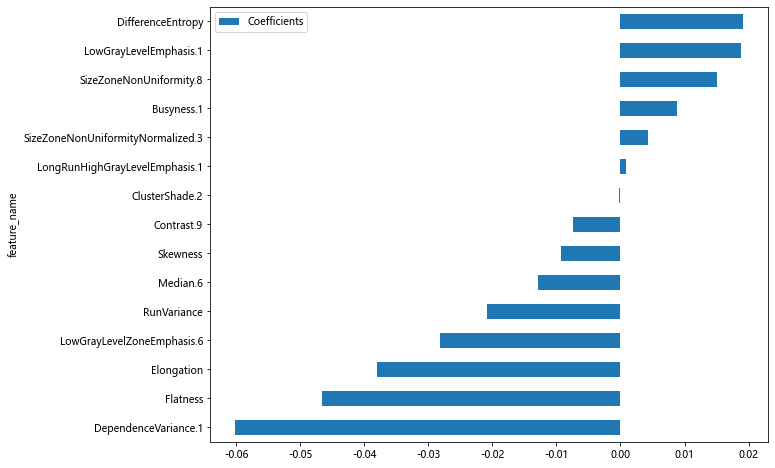 Coefficients
feature_name
DifferenceEntropy
LowGrayLevelEmphasis.1
SizeZoneNonUniformity.8
Busyness.1
SizeZoneNonUniformityNormalized.3
LongRunHighGrayLevelEmphasis.1
ClusterShade.2
Contrast.9
Skewness
Median.6
RunVariance
LowGrayLevelZoneEmphasis.6
Elongation
Flatness
DependenceVariance.1
-0.06 -0.05 -0.04 -0.03 -0.02 -0.01 0.00 0.01 0.02